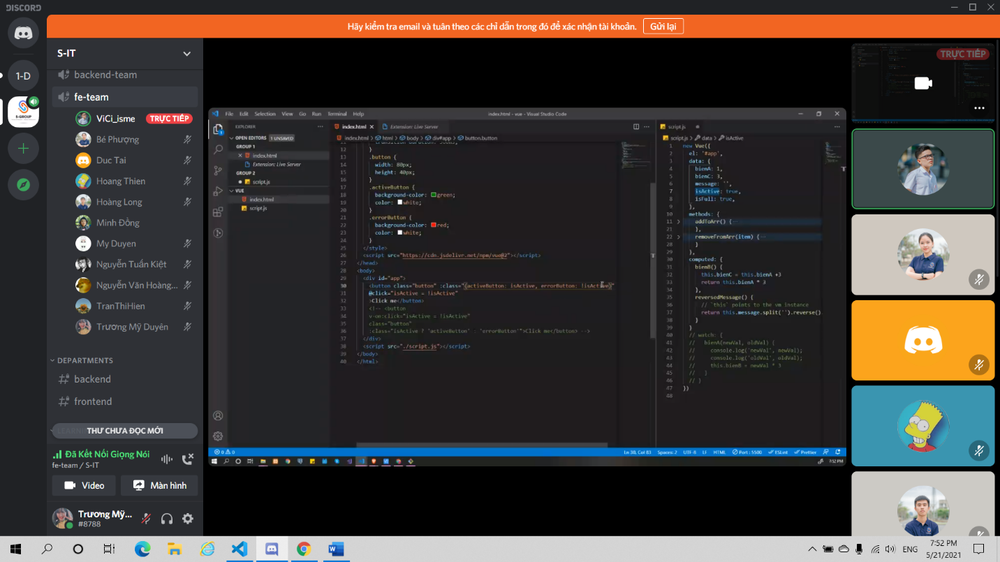 DISCORD
Hãy kiểm tra email và tuân theo các chỉ dẫn trong đó để xác nhận tài khoản. Gửi lại
1-D
S-GROUP
S-IT
backend-team
fe-team
ViCi_isme TRỰC TIẾP
Bé Phượng
Duc Tai
Hoang Thien
Hoàng Long
Minh Đồng
My Duyen
Nguyễn Tuấn Kiệt
Nguyễn Văn Hoàng...
TranThiHien
Trương Mỹ Duyên
DEPARTMENTS
backend
frontend
THƯ CHƯA ĐỌC MỚI
Đã Kết Nối Giọng Nói
fe-team / S-IT
Video
Màn hình
Trương Mỹ...
#8788
File Edit Selection View Go Run Terminal Help
index.html - vue - Visual Studio Code
EXPLORER
OPEN EDITORS 1 UNSAVED
GROUP 1
index.html
Extension: Live Server
GROUP 2
script.js
VUE
index.html
script.js
index.html Extension: Live Server
index.html > html > body > div#app > button.button
12 }
13 .button {
14 width: 80px;
15 height: 40px;
16 }
17 .activeButton {
18 background-color: green;
19 color: white;
20 }
21 .errorButton {
22 background-color: red;
23 color: white;
24 }
25 </style>
26 <script src="https://cdn.jsdelivr.net/npm/vue@2"></script>
27 </head>
28 <body>
29 <div id="app">
30 <button class="button" :class="{activeButton: isActive, errorButton: !isActive}"
31 @click="isActive = !isActive"
32 >Click me</button>
33 <!-- <button
34 v-on:click="isActive = !isActive"
35 class="button"
36 :class="isActive ? 'activeButton' : 'errorButton'">Click me</button> -->
37 </div>
38 <script src="./script.js"></script>
39 </body>
40 </html>
script.js
script.js > data > isActive
1 new Vue({
2 el: '#app',
3 data: {
4 bienA: 1,
5 bienC: 3,
6 message: '',
7 isActive: true,
8 isFull: true,
9 },
10 methods: {
11 addToArr() {
21 },
22 removeFromArr(item) {
30 }
31 },
30 computed: {
31 bienB() {
32 this.bienC = this.bienA +3
33 return this.bienA * 3
34 },
35 reversedMessage() {
36 // `this` points to the vm instance
37 return this.message.split('').reverse()
38 }
39 }
40 // watch: {
41 // bienA(newVal, oldVal) {
42 // console.log('newVal', newVal);
43 // console.log('oldVal', oldVal);
44 // this.bienB = newVal * 3
45 // }
46 // }
47 })
48
0 0
Ln 30, Col 83 Spaces: 2 UTF-8 LF HTML Port : 5500 ESLint Prettier
7:52 PM
TRỰC TIẾP
ENG
7:52 PM
5/21/2021